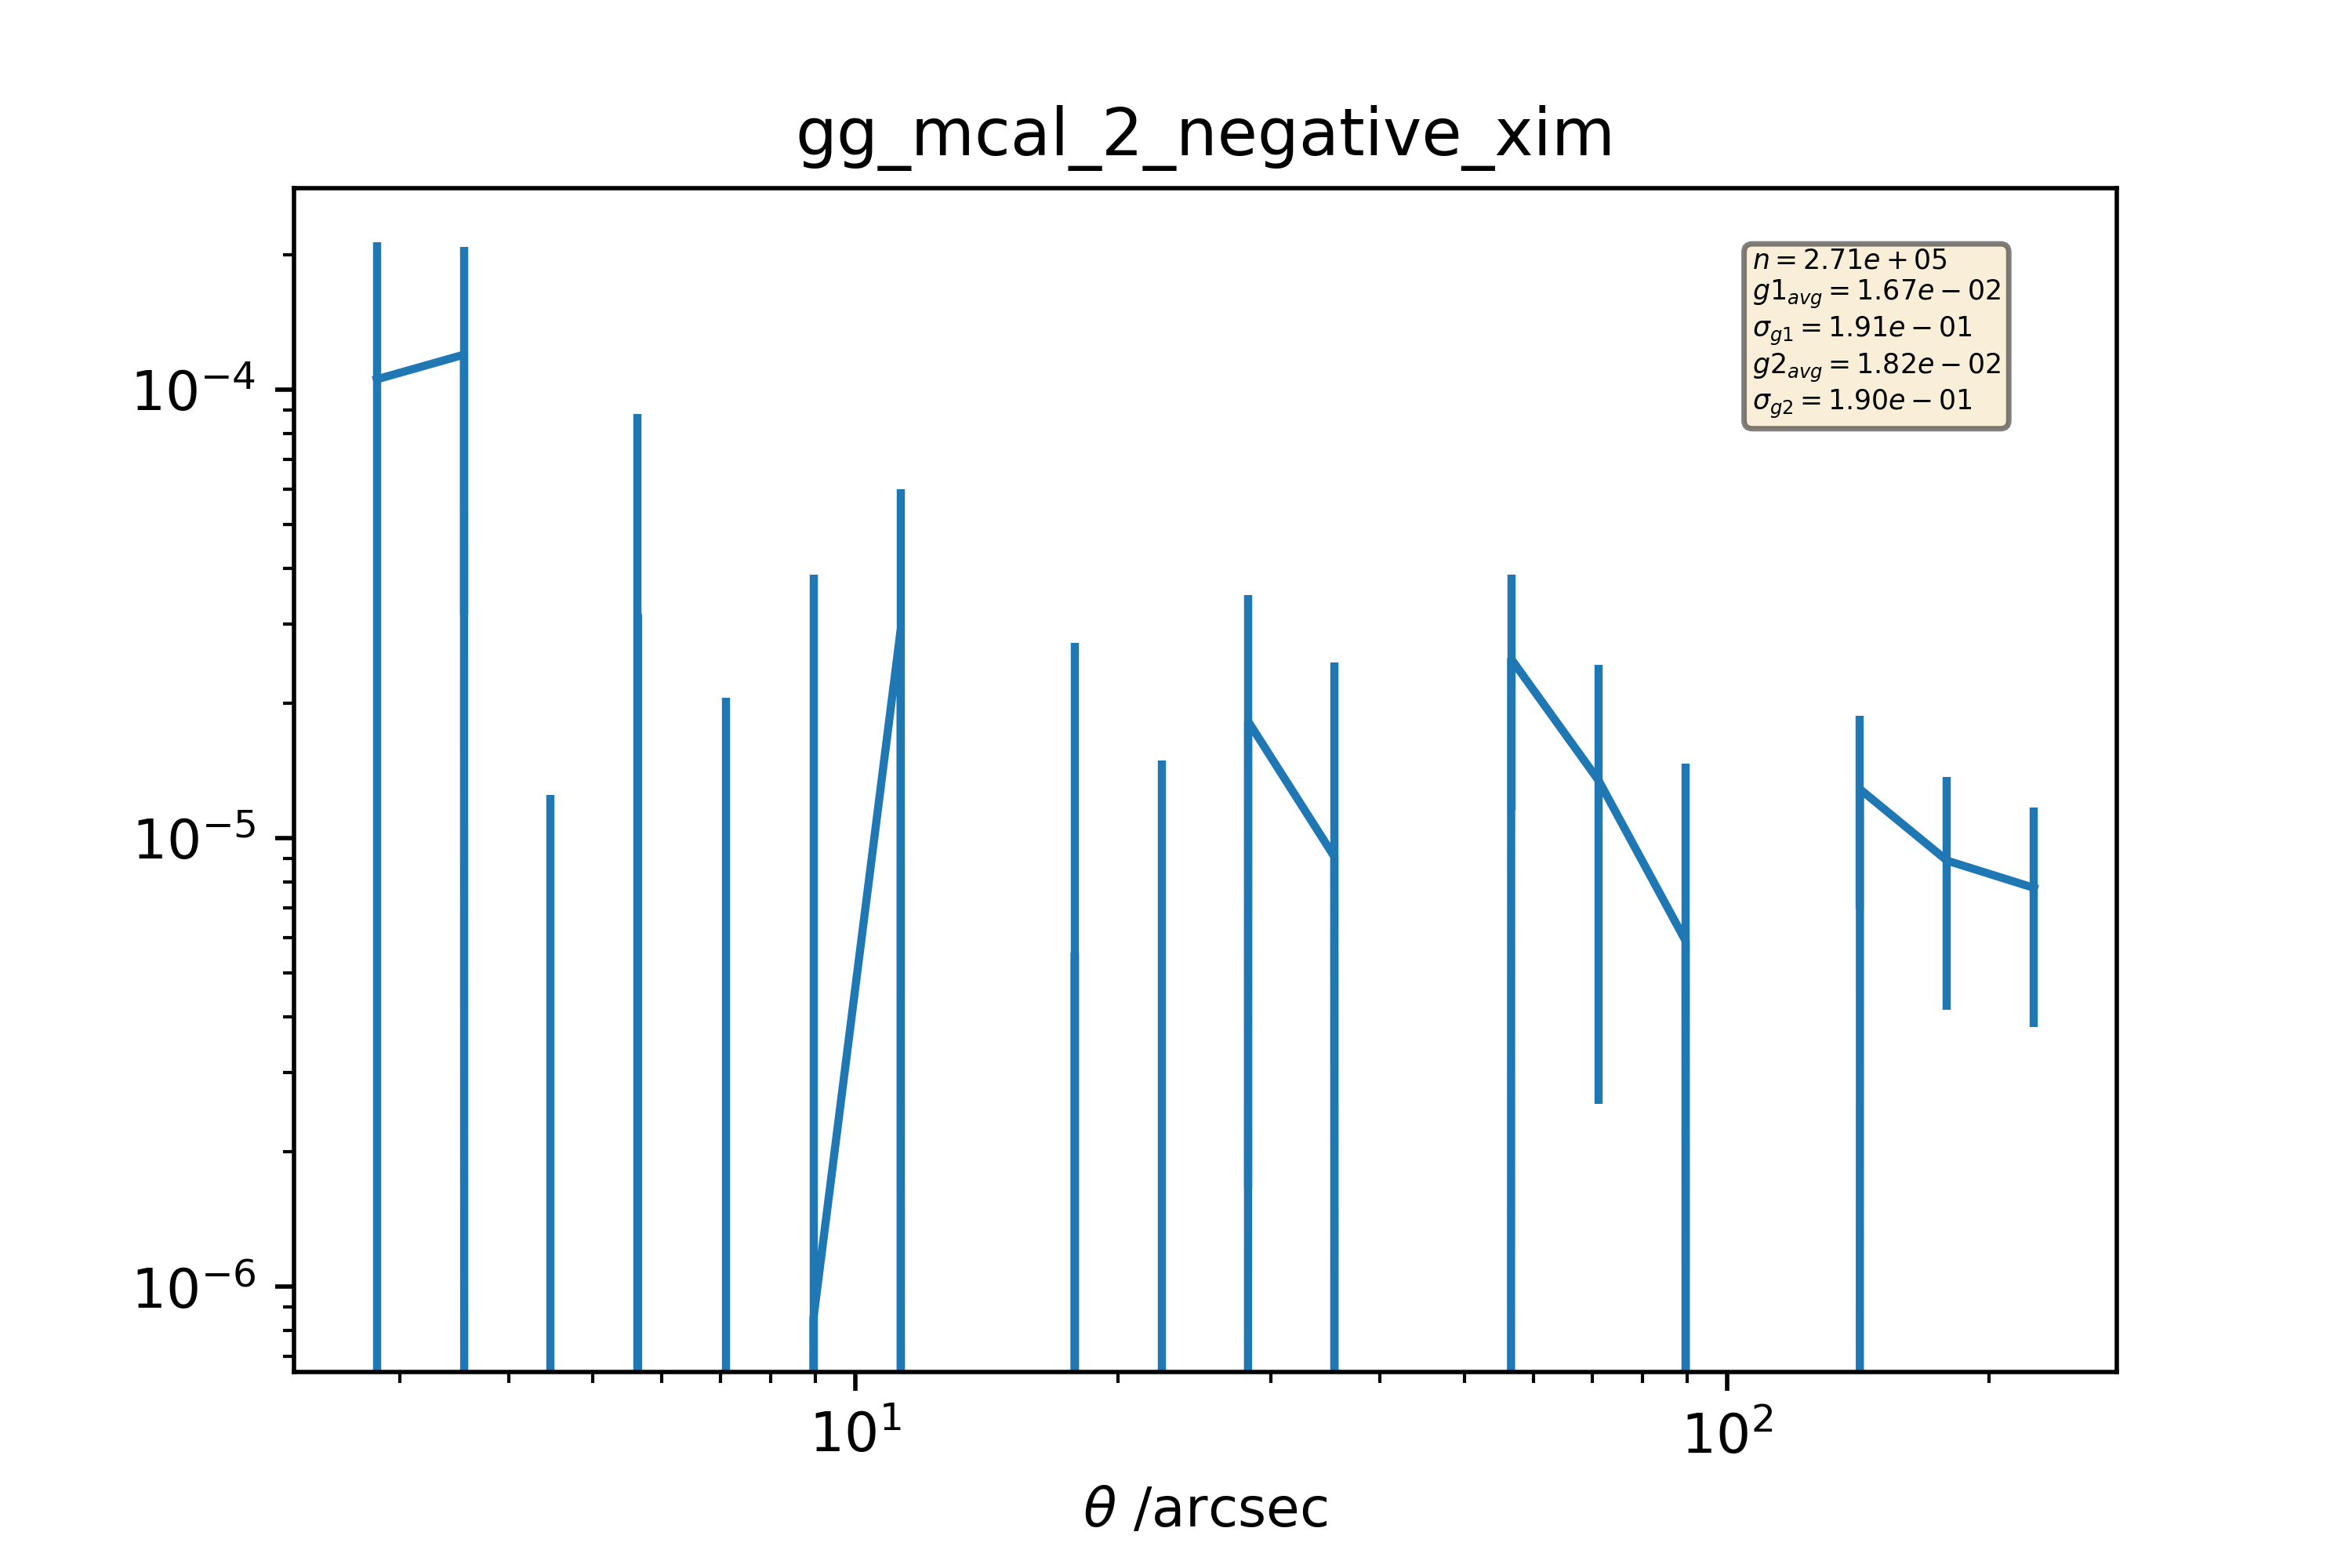 gg_mcal_2_negative_xim
n = 2.71e + 05
g1avg = 1.67e − 02
σg1 = 1.91e − 01
g2avg = 1.82e − 02
σg2 = 1.90e − 01
10−4
10−5
10−6
101
102
θ /arcsec